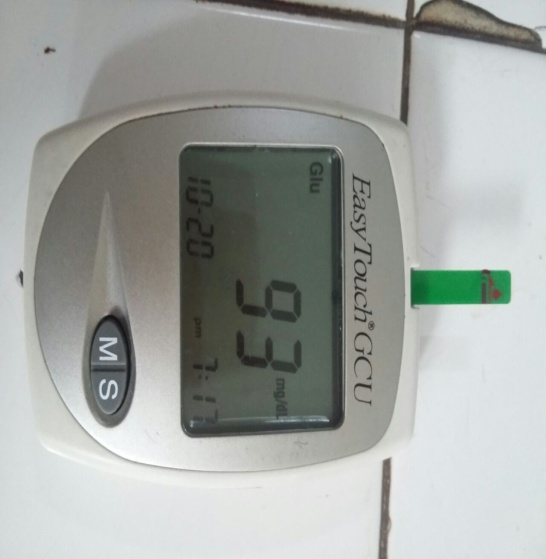 EasyTouch® GCU
Glu
93 mg/dL
10-20 pm 7:17
M S